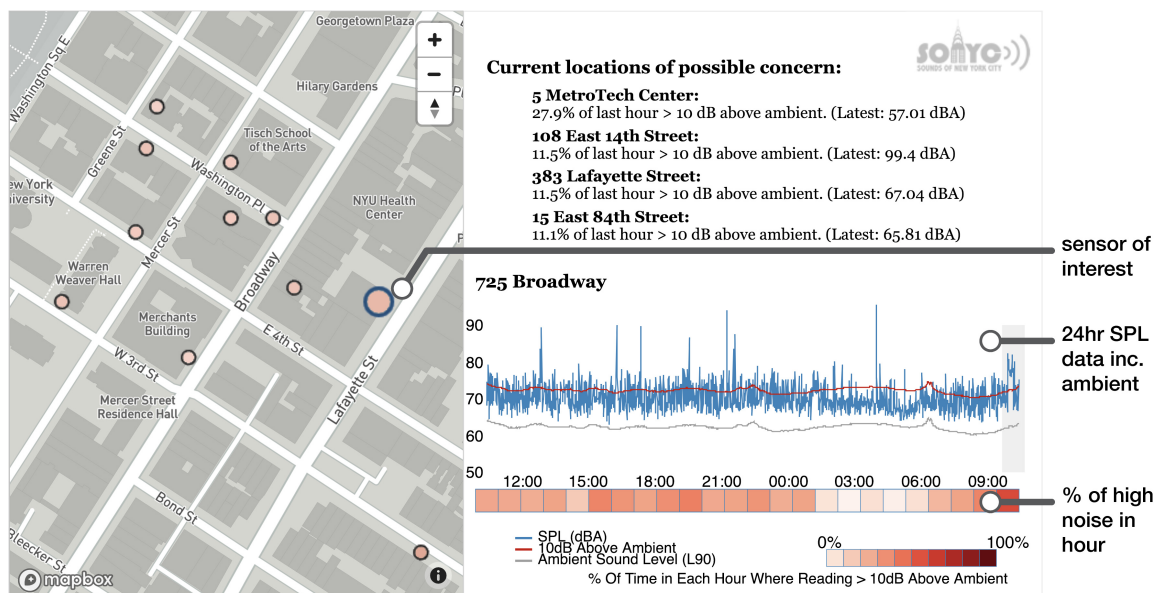 Georgetown Plaza
Washington Sq E
Hilary Gardens
Greene St
Tisch School
of the Arts
Washington Pl
ew York
niversity
NYU Health
Center
Mercer St
Warren
Weaver Hall
Broadway
Merchants
Building
E 4th St
W 3rd St
Lafayette St
Mercer Street
Residence Hall
Bond St
Bleecker St
mapbox
SONYC
SOUNDS OF NEW YORK CITY
Current locations of possible concern:
5 MetroTech Center:
27.9% of last hour > 10 dB above ambient. (Latest: 57.01 dBA)
108 East 14th Street:
11.5% of last hour > 10 dB above ambient. (Latest: 99.4 dBA)
383 Lafayette Street:
11.5% of last hour > 10 dB above ambient. (Latest: 67.04 dBA)
15 East 84th Street:
11.1% of last hour > 10 dB above ambient. (Latest: 65.81 dBA)
725 Broadway
90
80
70
60
50
12:00 15:00 18:00 21:00 00:00 03:00 06:00 09:00
SPL (dBA)
10dB Above Ambient
Ambient Sound Level (L90)
0% 100%
% Of Time in Each Hour Where Reading > 10dB Above Ambient
sensor of
interest
24hr SPL
data inc.
ambient
% of high
noise in
hour